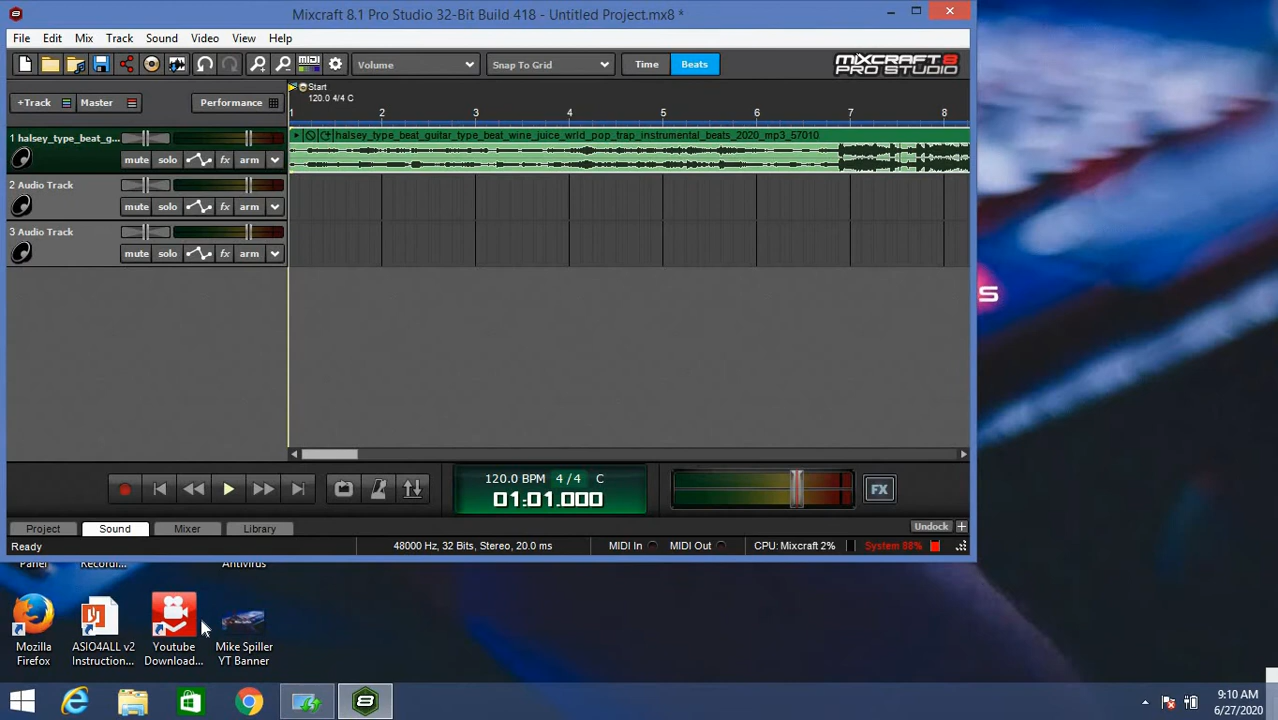 Mixcraft 8.1 Pro Studio 32-Bit Build 418 - Untitled Project.mx8 *
File Edit Mix Track Sound Video View Help
midi Volume Snap To Grid Time Beats MIXCRAFT 8 PRO STUDIO
Start
120.0 4/4 C
+Track Master Performance
1 2 3 4 5 6 7 8
1 halsey_type_beat_g...
halsey_type_beat_guitar_type_beat_wine_juice_wrld_pop_trap_instrumental_beats_2020_mp3_57010
mute solo fx arm
2 Audio Track
mute solo fx arm
3 Audio Track
mute solo fx arm
S
120.0 BPM 4/4 C
01:01.000
FX
Project Sound Mixer Library Undock +
Ready 48000 Hz, 32 Bits, Stereo, 20.0 ms MIDI In MIDI Out CPU: Mixcraft 2% System 88%
Panel Recordi... Antivirus
Mozilla Firefox
ASIO4ALL v2 Instruction...
Youtube Download...
Mike Spiller YT Banner
9:10 AM
6/27/2020